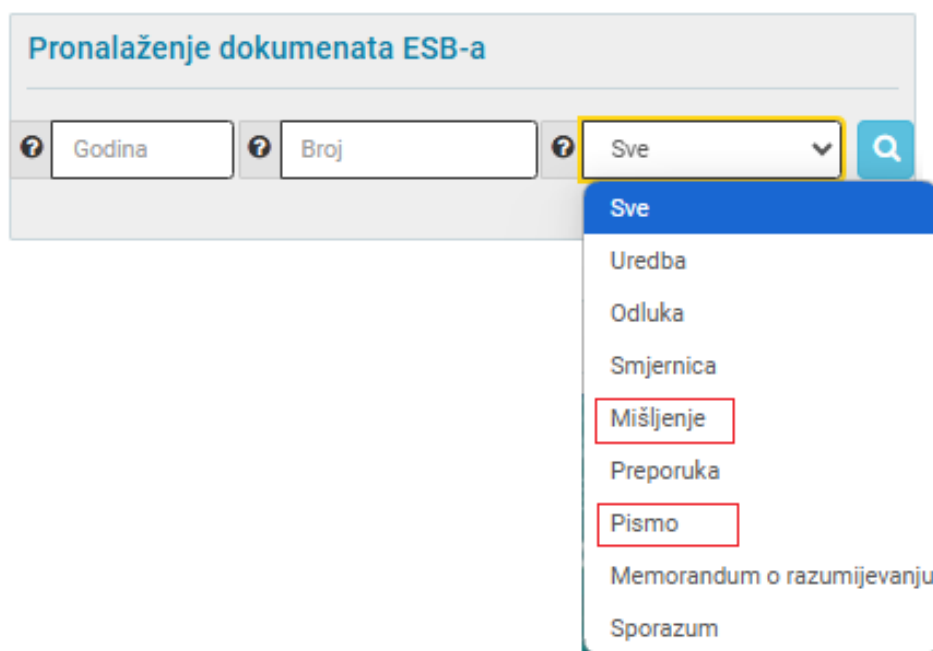 Pronalaženje dokumenata ESB-a
Godina Broj Sve
Sve
Uredba
Odluka
Smjernica
Mišljenje
Preporuka
Pismo
Memorandum o razumijevanju
Sporazum